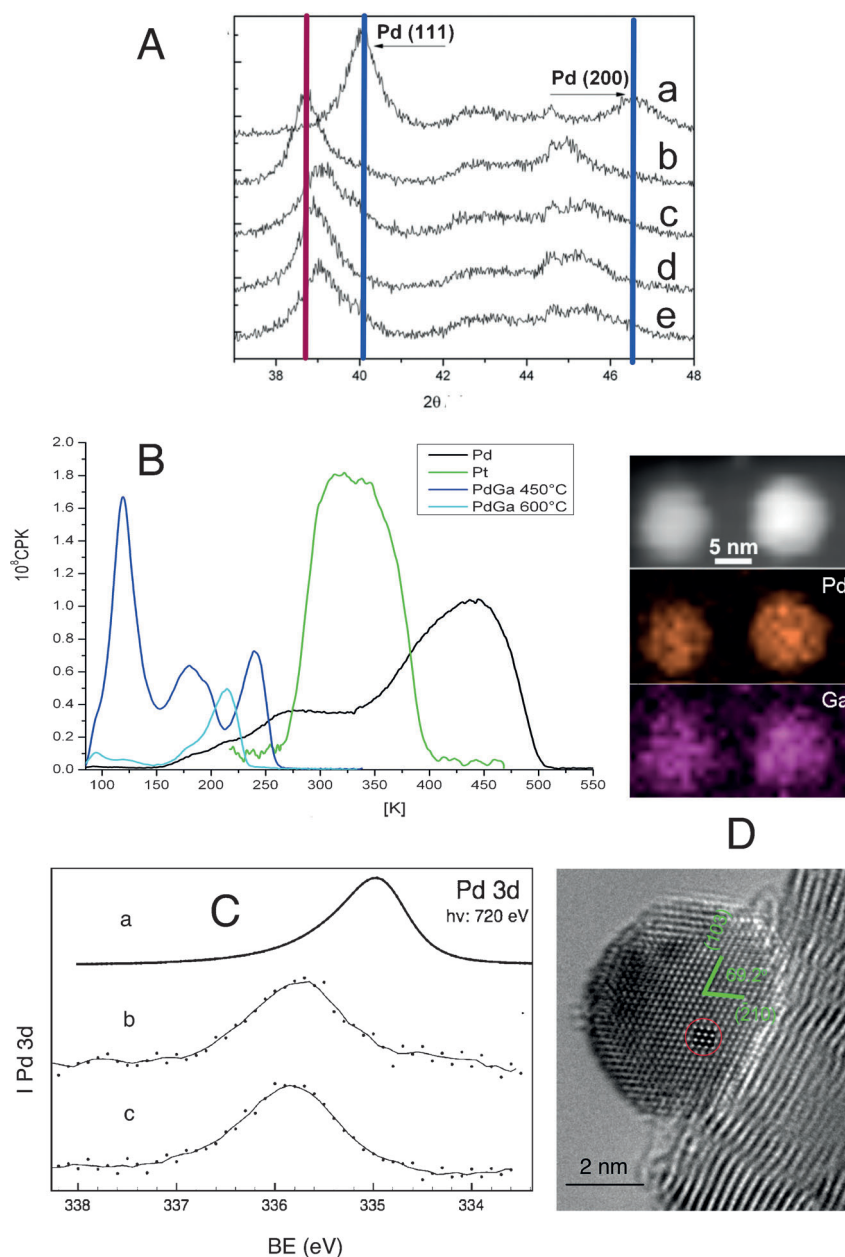 A
Pd (111)
Pd (200)
a
b
c
d
e
38
40
42
44
46
48
2θ.
B
Pd
Pt
PdGa 450°C
PdGa 600°C
2.0
1.8
1.6
1.4
1.2
1.0
0.8
0.6
0.4
0.2
0.0
10⁸CPK
100
150
200
250
300
350
400
450
500
550
[K]
5 nm
Pd
Ga
D
C
Pd 3d
hv: 720 eV
a
b
c
I Pd 3d
338
337
336
335
334
BE (eV)
(103)
69.2°
(210)
2 nm